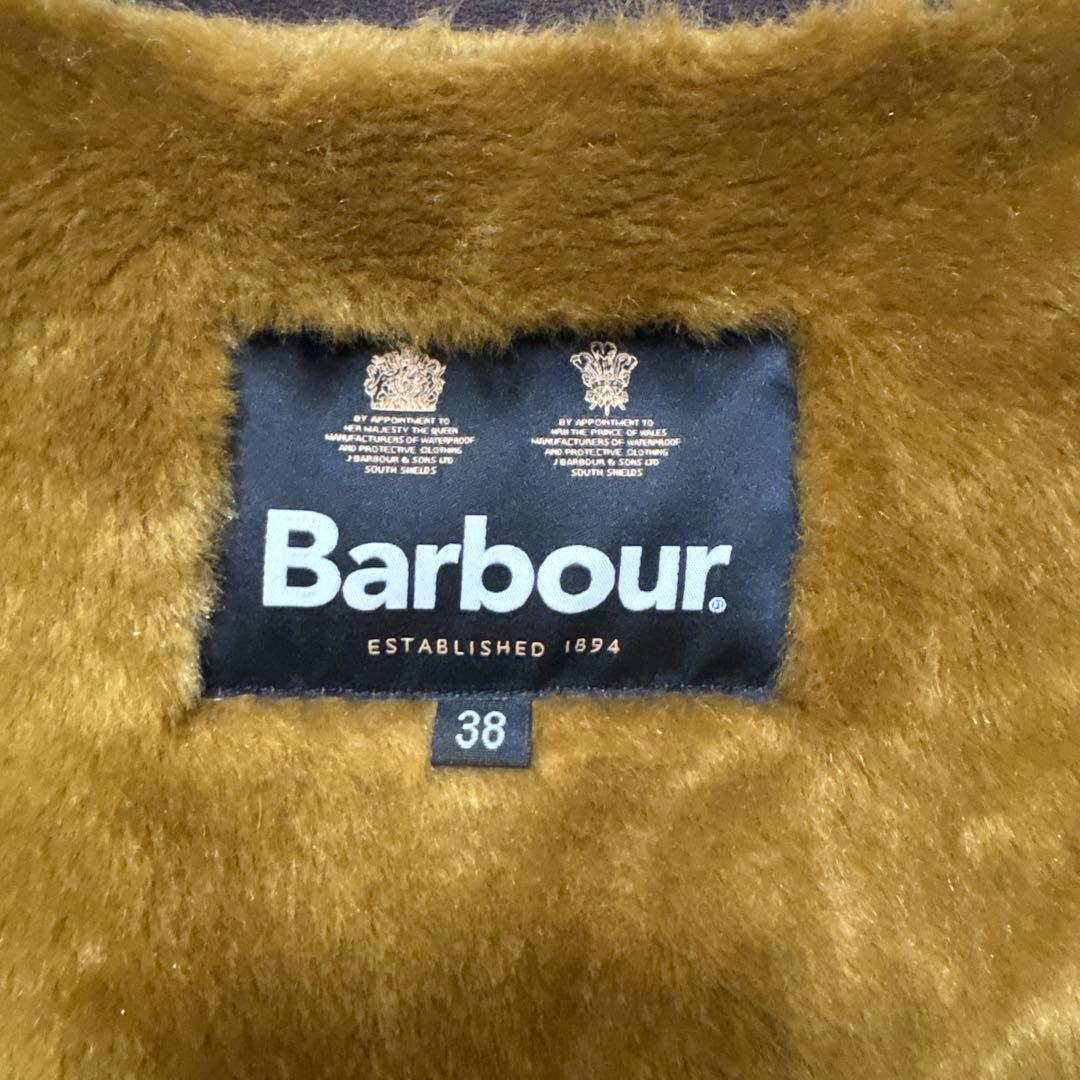 BY APPOINTMENT TO
HER MAJESTY THE QUEEN
MANUFACTURERS OF WATERPROOF
AND PROTECTIVE CLOTHING
J BARBOUR & SONS LTD
SOUTH SHIELDS
BY APPOINTMENT TO
HRH THE PRINCE OF WALES
MANUFACTURERS OF WATERPROOF
AND PROTECTIVE CLOTHING
J BARBOUR & SONS LTD
SOUTH SHIELDS
Barbour®
ESTABLISHED 1894
38